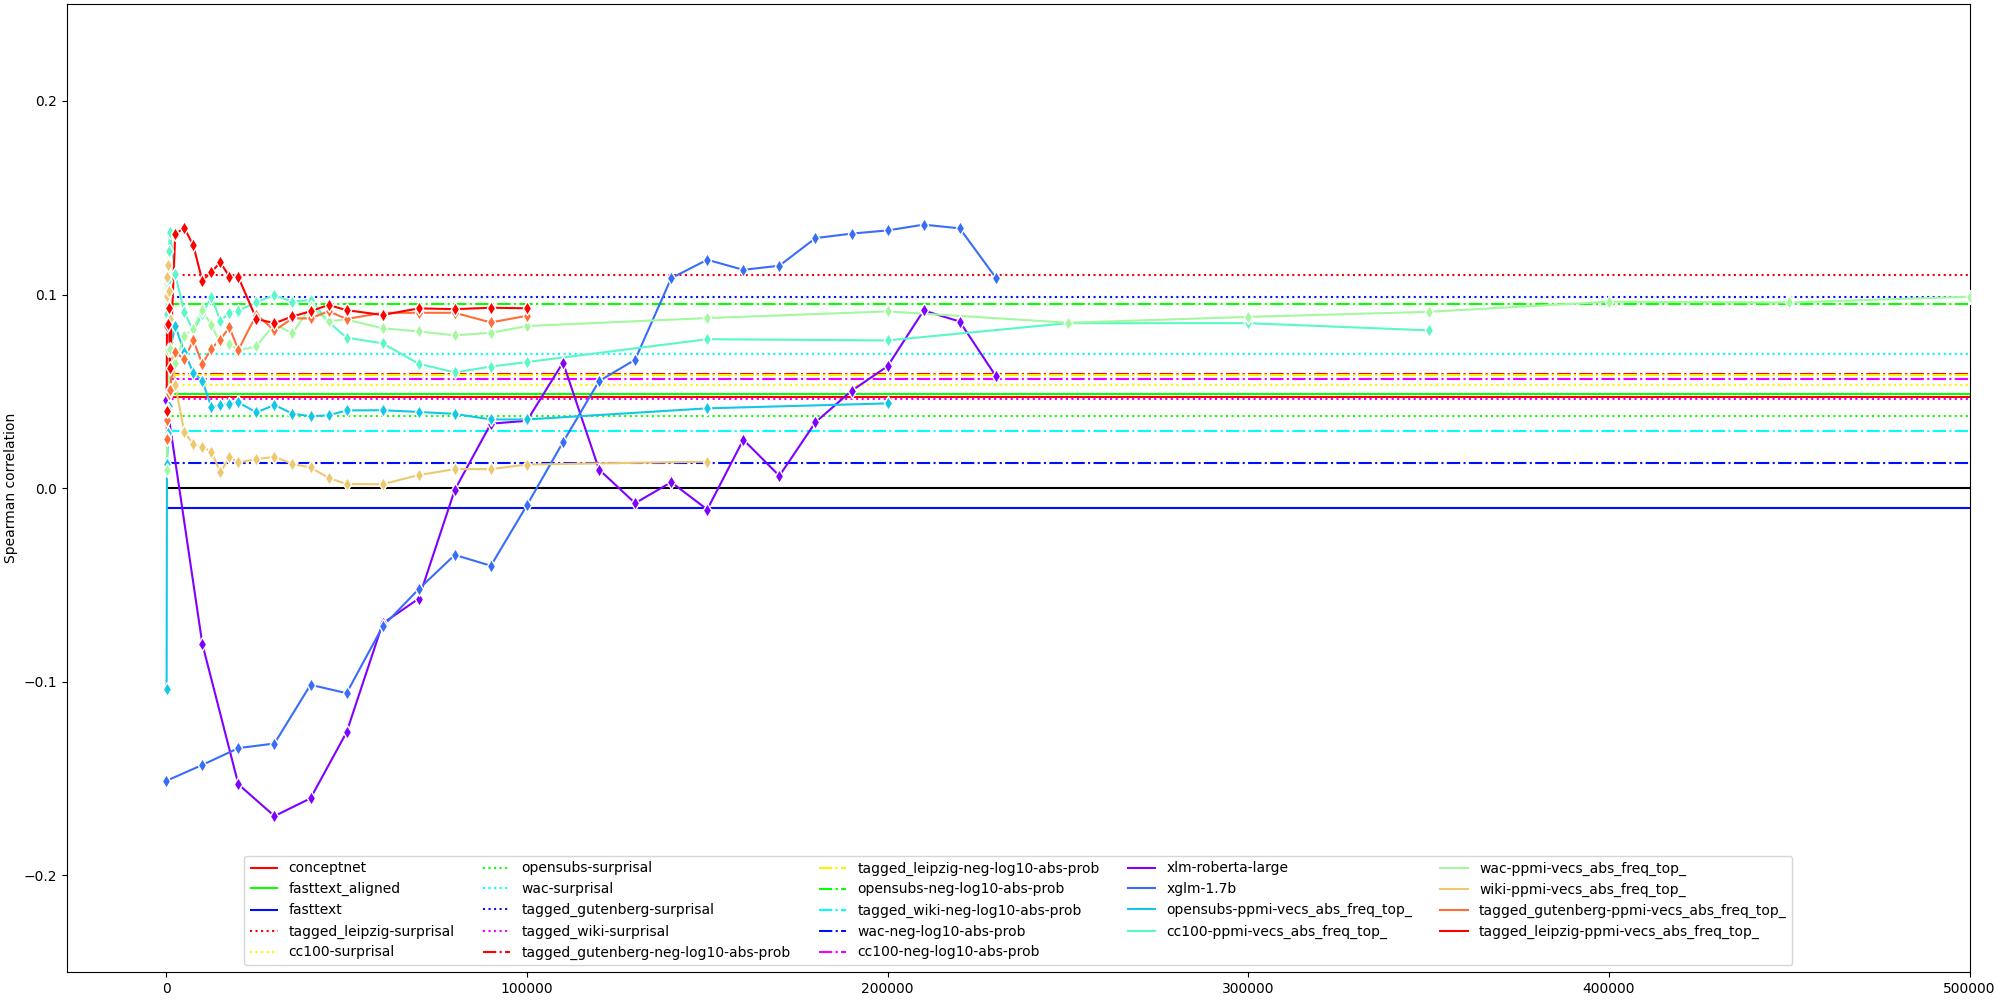 0.2
0.1
0.0
−0.1
−0.2
Spearman correlation
conceptnet
fasttext_aligned
fasttext
tagged_leipzig-surprisal
cc100-surprisal
opensubs-surprisal
wac-surprisal
tagged_gutenberg-surprisal
tagged_wiki-surprisal
tagged_gutenberg-neg-log10-abs-prob
tagged_leipzig-neg-log10-abs-prob
opensubs-neg-log10-abs-prob
tagged_wiki-neg-log10-abs-prob
wac-neg-log10-abs-prob
cc100-neg-log10-abs-prob
xlm-roberta-large
xglm-1.7b
opensubs-ppmi-vecs_abs_freq_top_
cc100-ppmi-vecs_abs_freq_top_
wac-ppmi-vecs_abs_freq_top_
wiki-ppmi-vecs_abs_freq_top_
tagged_gutenberg-ppmi-vecs_abs_freq_top_
tagged_leipzig-ppmi-vecs_abs_freq_top_
0 100000 200000 300000 400000 500000